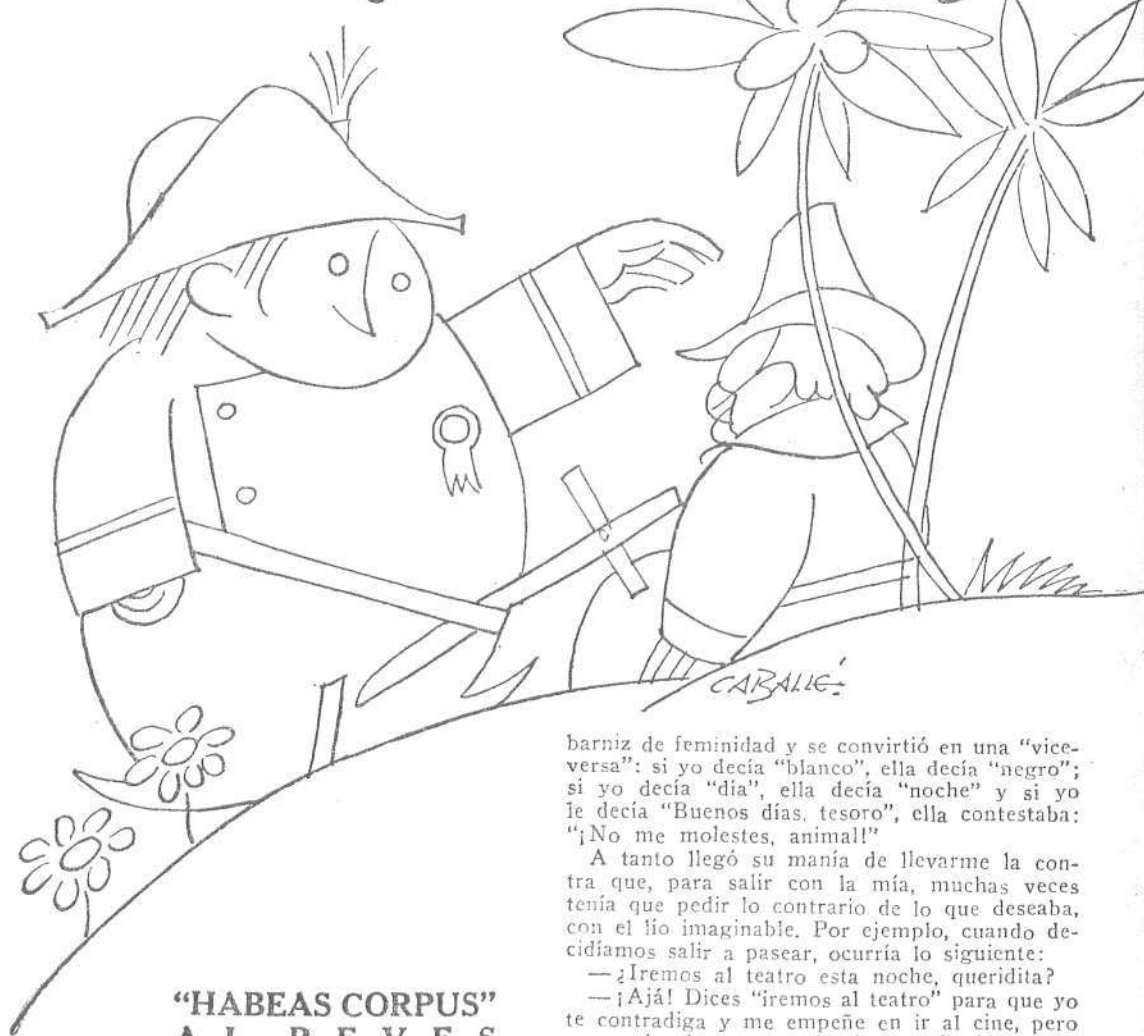 CABALLÉ
"HABEAS CORPUS"
AL REVES
barniz de feminidad y se convirtió en una "vice-
versa": si yo decía "blanco", ella decía "negro";
si yo decía "día", ella decía "noche" y si yo
le decía "Buenos días, tesoro", ella contestaba:
"¡No me molestes, animal!"
A tanto llegó su manía de llevarme la con-
tra que, para salir con la mía, muchas veces
tenía que pedir lo contrario de lo que deseaba,
con el lío imaginable. Por ejemplo, cuando de-
cidíamos salir a pasear, ocurría lo siguiente:
—¿Iremos al teatro esta noche, queridita?
—¡Ajá! Dices "iremos al teatro" para que yo
te contradiga y me empeñe en ir al cine, pero